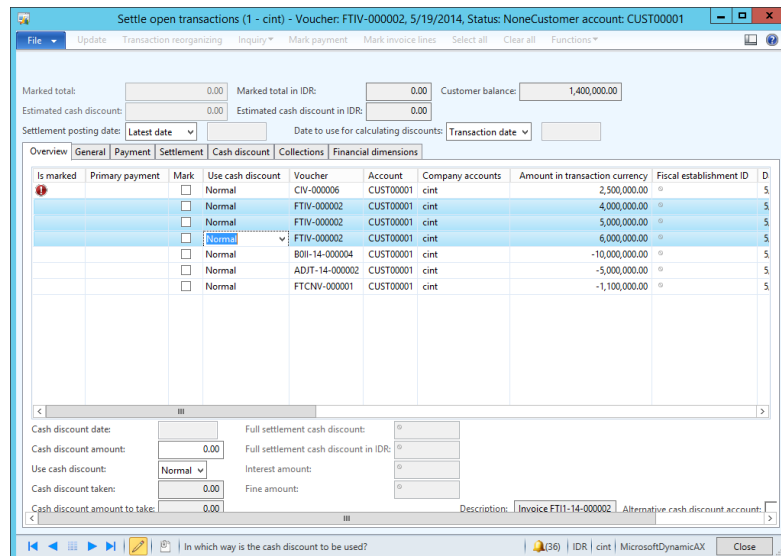 Settle open transactions (1 - cint) - Voucher: FTIV-000002, 5/19/2014, Status: NoneCustomer account: CUST00001
File Update Transaction reorganizing Inquiry Mark payment Mark invoice lines Select all Clear all Functions
Marked total: 0.00 Marked total in IDR: 0.00 Customer balance: 1,400,000.00
Estimated cash discount: 0.00 Estimated cash discount in IDR: 0.00
Settlement posting date: Latest date Date to use for calculating discounts: Transaction date
Overview General Payment Settlement Cash discount Collections Financial dimensions
Is marked Primary payment Mark Use cash discount Voucher Account Company accounts Amount in transaction currency Fiscal establishment ID D
Normal CIV-000006 CUST00001 cint 2,500,000.00 5,
Normal FTIV-000002 CUST00001 cint 4,000,000.00 5,
Normal FTIV-000002 CUST00001 cint 5,000,000.00 5,
Normal FTIV-000002 CUST00001 cint 6,000,000.00 5,
Normal B0II-14-000004 CUST00001 cint -10,000,000.00 5,
Normal ADJT-14-000002 CUST00001 cint -5,000,000.00 5,
Normal FTCNV-000001 CUST00001 cint -1,100,000.00 5,
Cash discount date: Full settlement cash discount:
Cash discount amount: 0.00 Full settlement cash discount in IDR:
Use cash discount: Normal Interest amount:
Cash discount taken: 0.00 Fine amount:
Cash discount amount to take: 0.00 Description: Invoice FTI1-14-000002 Alternative cash discount account:
In which way is the cash discount to be used? (36) IDR cint MicrosoftDynamicAX Close